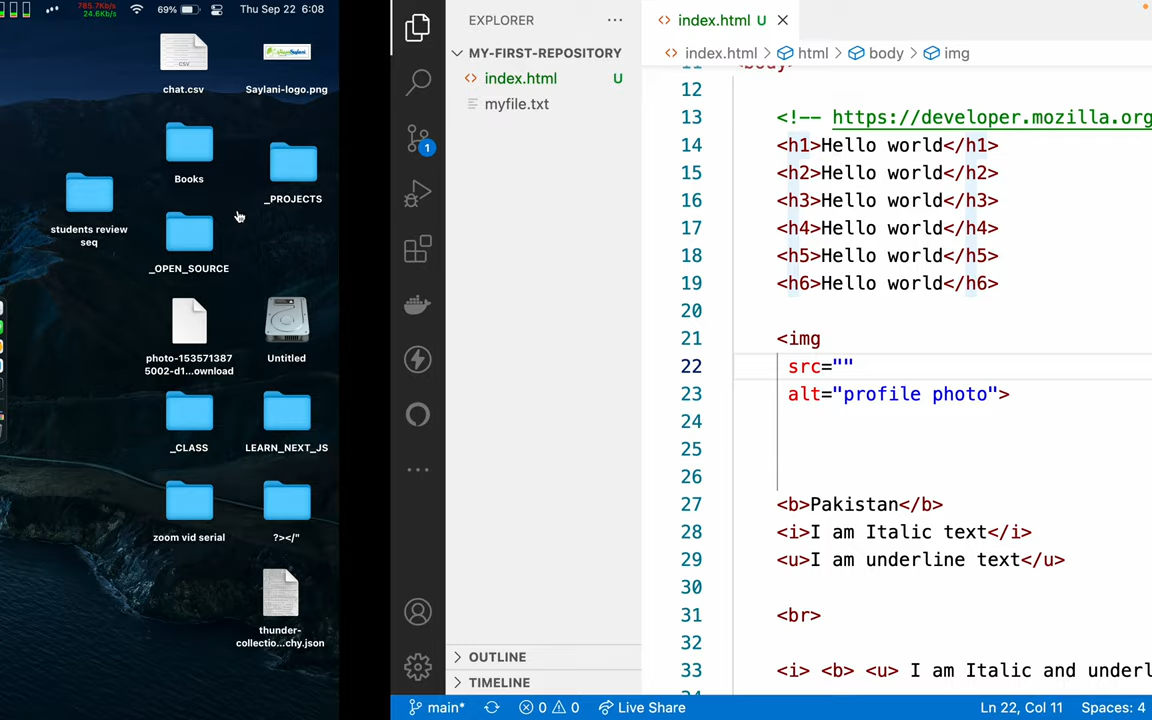 785.7Kb/s
24.6Kb/s
69%
Thu Sep 22 6:08
CSV
chat.csv
Saylani-logo.png
Books
_PROJECTS
students review
seq
_OPEN_SOURCE
photo-153571387
5002-d1...ownload
Untitled
_CLASS
LEARN_NEXT_JS
zoom vid serial
?></"
thunder-
collectio...chy.json
EXPLORER
MY-FIRST-REPOSITORY
index.html U
myfile.txt
1
OUTLINE
TIMELINE
index.html U
index.html > html > body > img
12
13 <!-- https://developer.mozilla.org
14 <h1>Hello world</h1>
15 <h2>Hello world</h2>
16 <h3>Hello world</h3>
17 <h4>Hello world</h4>
18 <h5>Hello world</h5>
19 <h6>Hello world</h6>
20
21 <img
22 src=""
23 alt="profile photo">
24
25
26
27 <b>Pakistan</b>
28 <i>I am Italic text</i>
29 <u>I am underline text</u>
30
31 <br>
32
33 <i> <b> <u> I am Italic and underl
main* 0 0 Live Share
Ln 22, Col 11 Spaces: 4